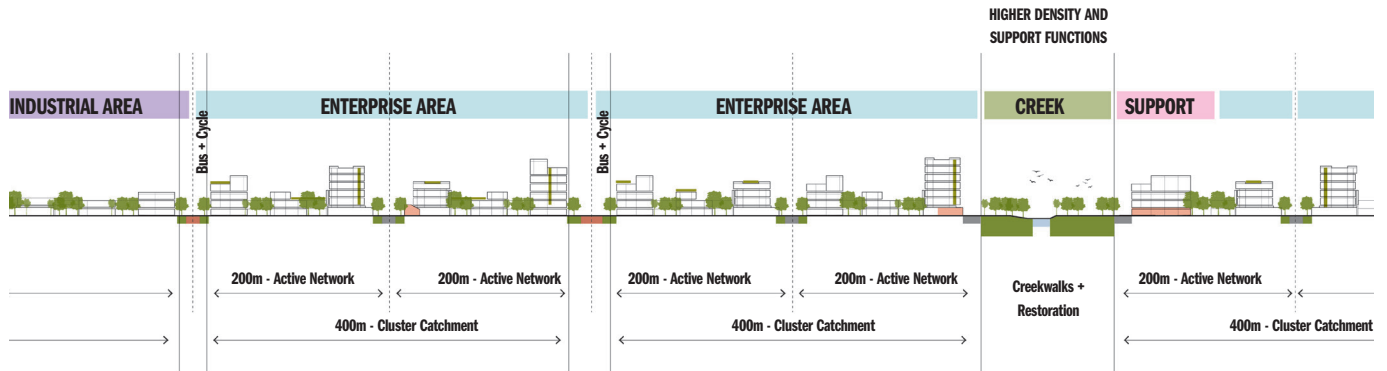 HIGHER DENSITY AND
SUPPORT FUNCTIONS
INDUSTRIAL AREA
Bus + Cycle
ENTERPRISE AREA
Bus + Cycle
ENTERPRISE AREA
CREEK
SUPPORT
200m - Active Network
200m - Active Network
200m - Active Network
200m - Active Network
Creekwalks +
Restoration
200m - Active Network
400m - Cluster Catchment
400m - Cluster Catchment
400m - Cluster Catchment